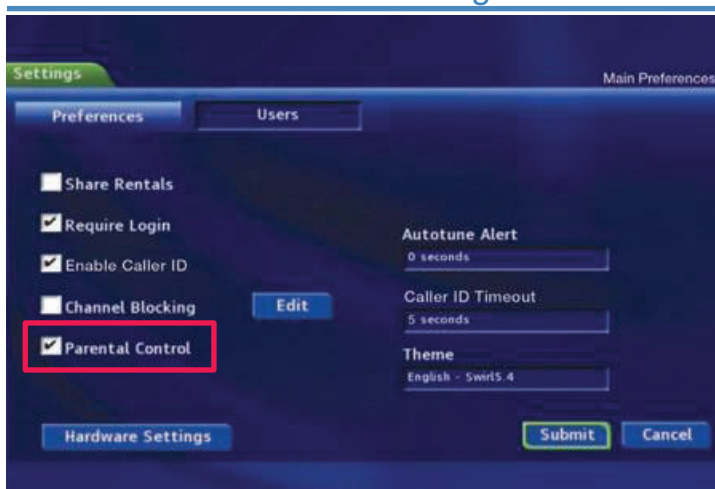 Settings
Main Preferences
Preferences
Users
Share Rentals
Require Login
Enable Caller ID
Channel Blocking
Edit
Parental Control
Autotune Alert
0 seconds
Caller ID Timeout
5 seconds
Theme
English - Swirl5.4
Hardware Settings
Submit
Cancel